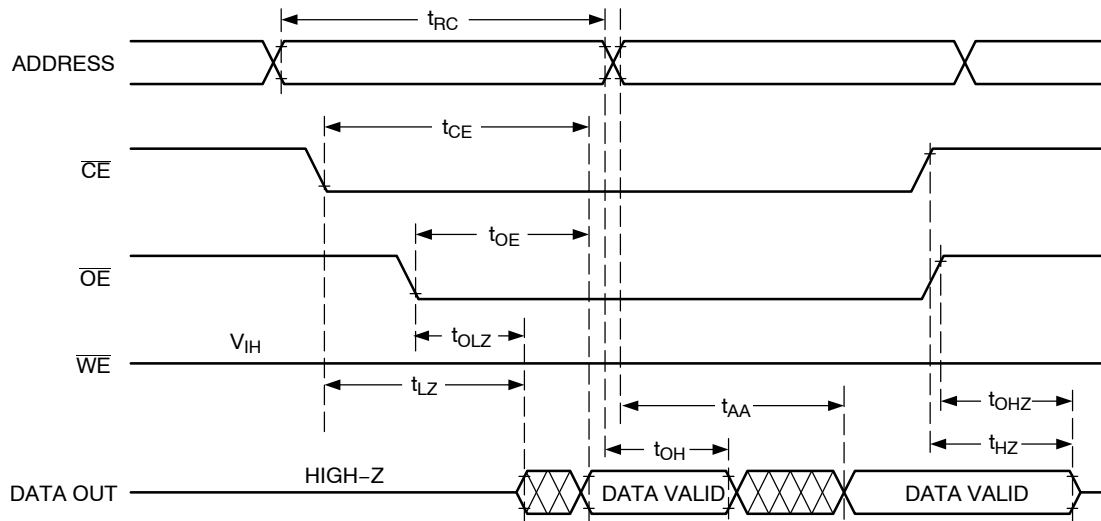 tRC
ADDRESS
tCE
CE
tOE
OE
tOLZ
VIH
WE
tLZ
tAA
tOHZ
tOH
tHZ
HIGH–Z
DATA OUT
DATA VALID
DATA VALID